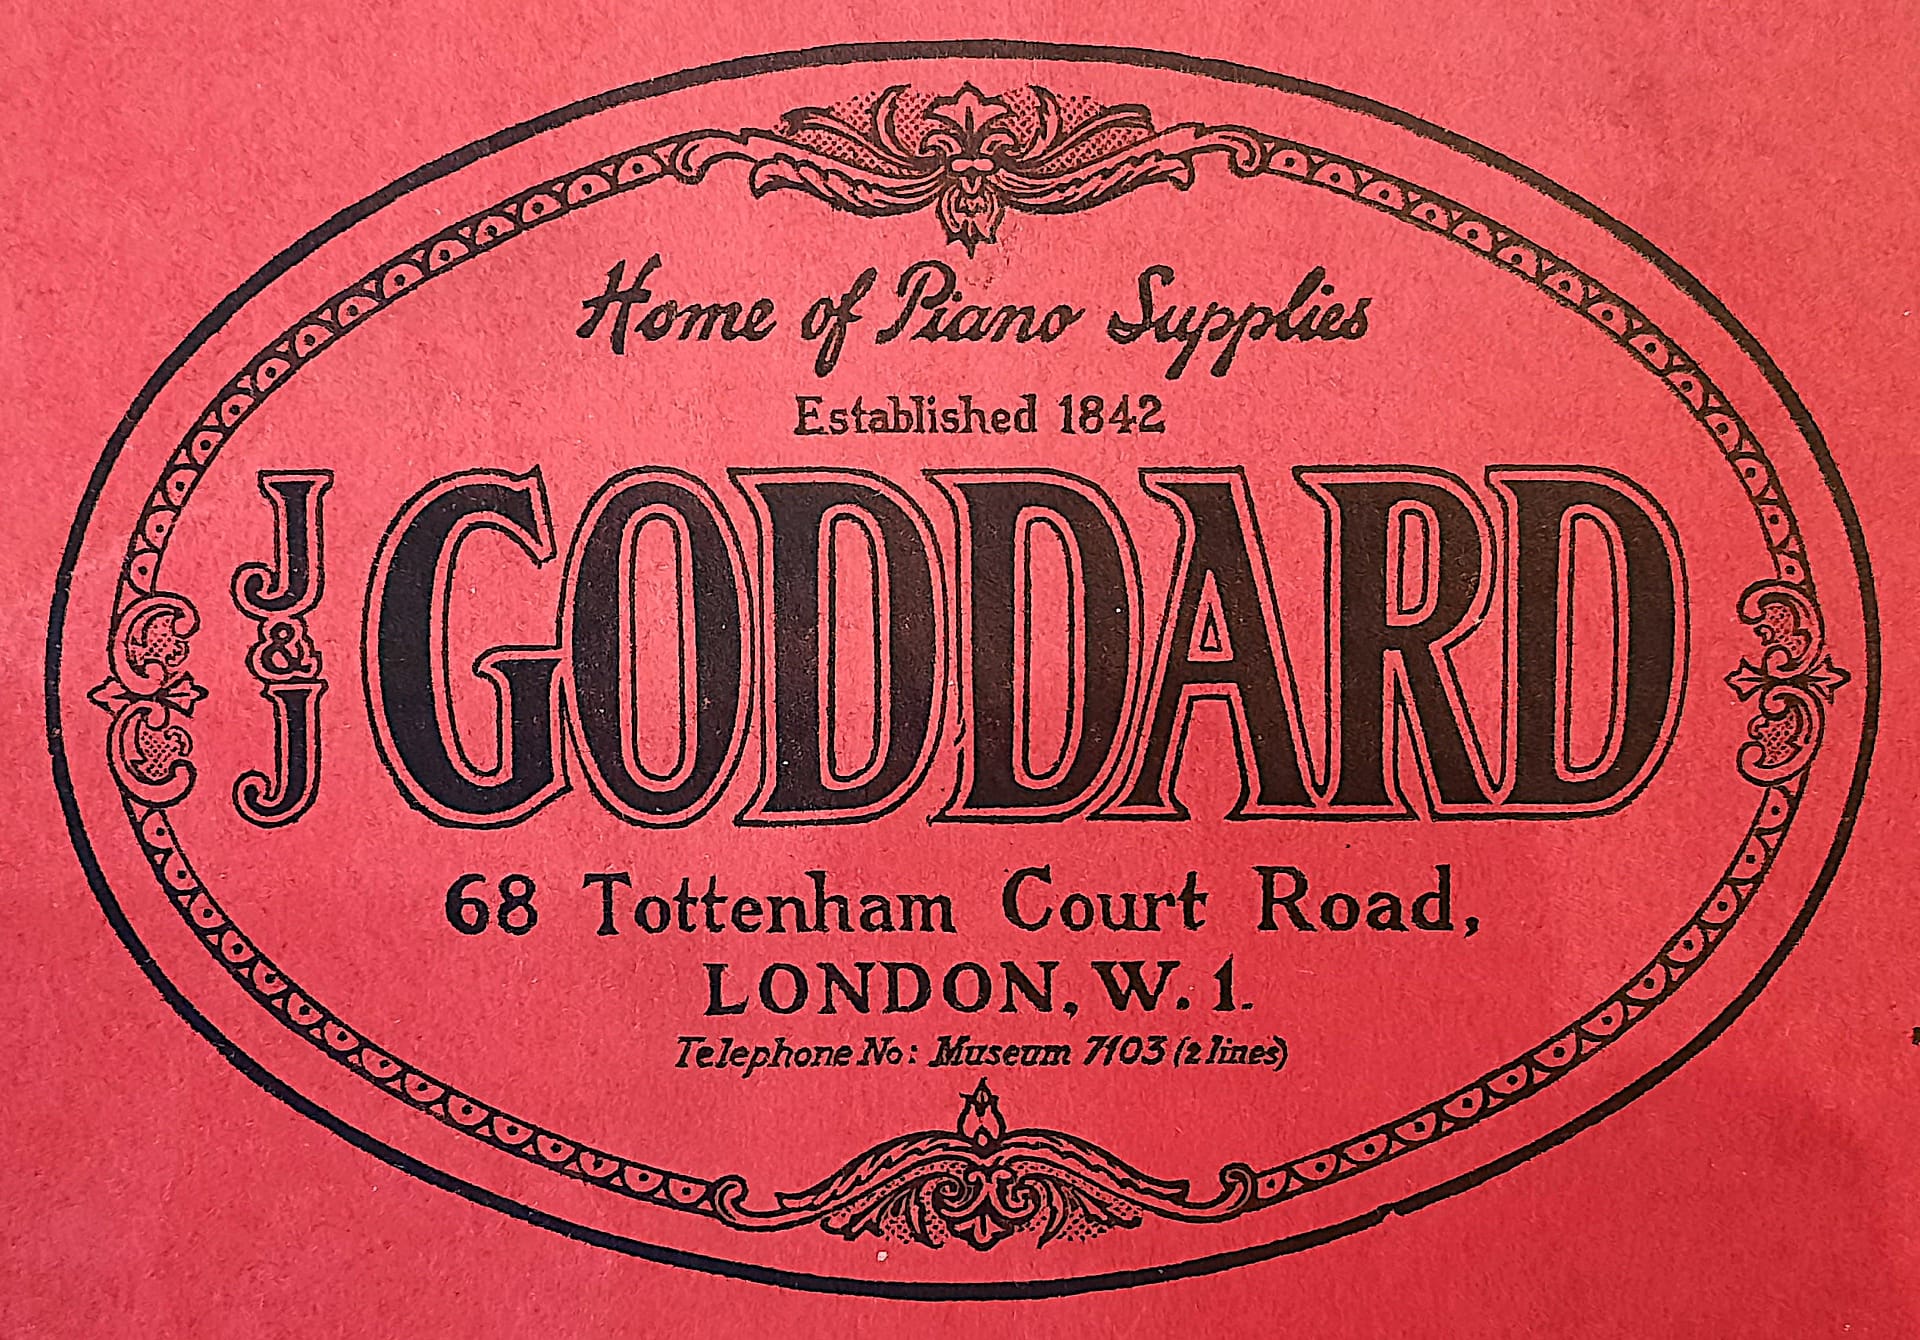 Home of Piano Supplies
Established 1842
J & J GODDARD
68 Tottenham Court Road,
LONDON, W. 1.
Telephone No: Museum 7103 (2 lines)